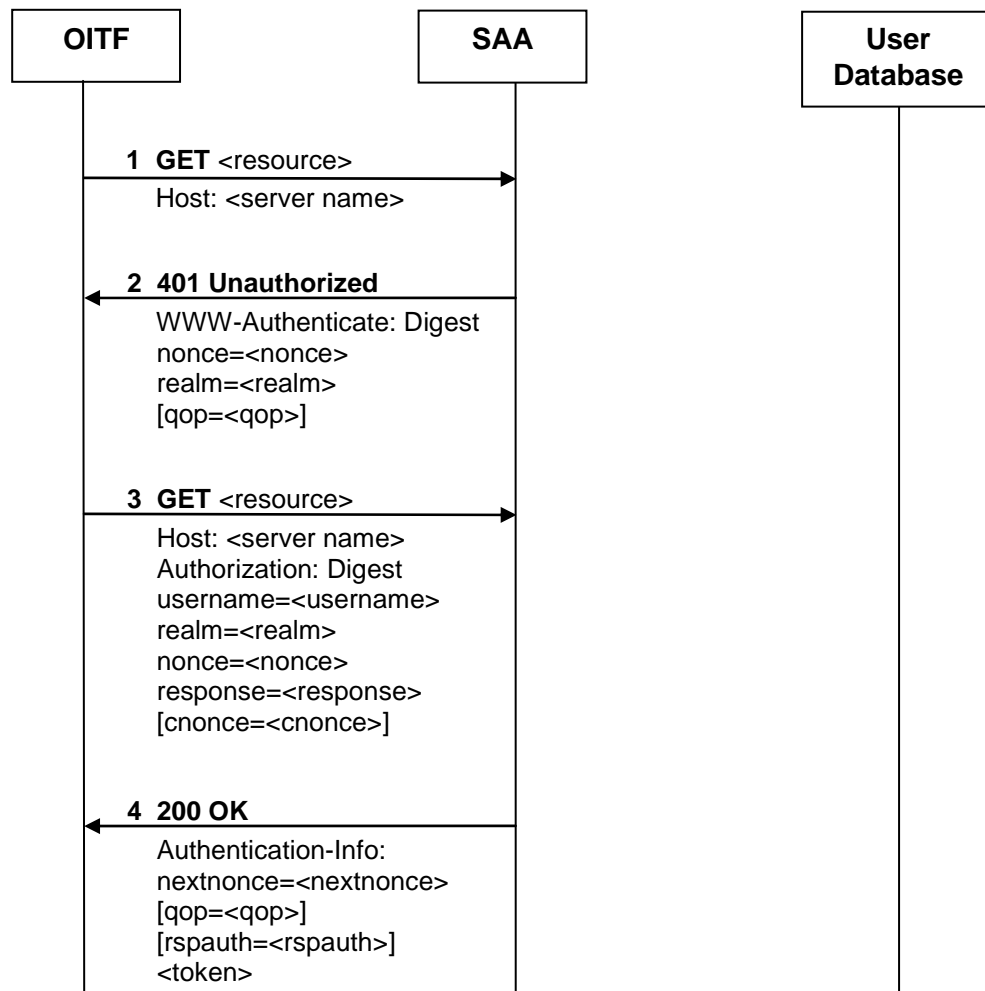 OITF
SAA
User
Database
1 GET <resource>
Host: <server name>
2 401 Unauthorized
WWW-Authenticate: Digest
nonce=<nonce>
realm=<realm>
[qop=<qop>]
3 GET <resource>
Host: <server name>
Authorization: Digest
username=<username>
realm=<realm>
nonce=<nonce>
response=<response>
[cnonce=<cnonce>]
4 200 OK
Authentication-Info:
nextnonce=<nextnonce>
[qop=<qop>]
[rspauth=<rspauth>]
<token>